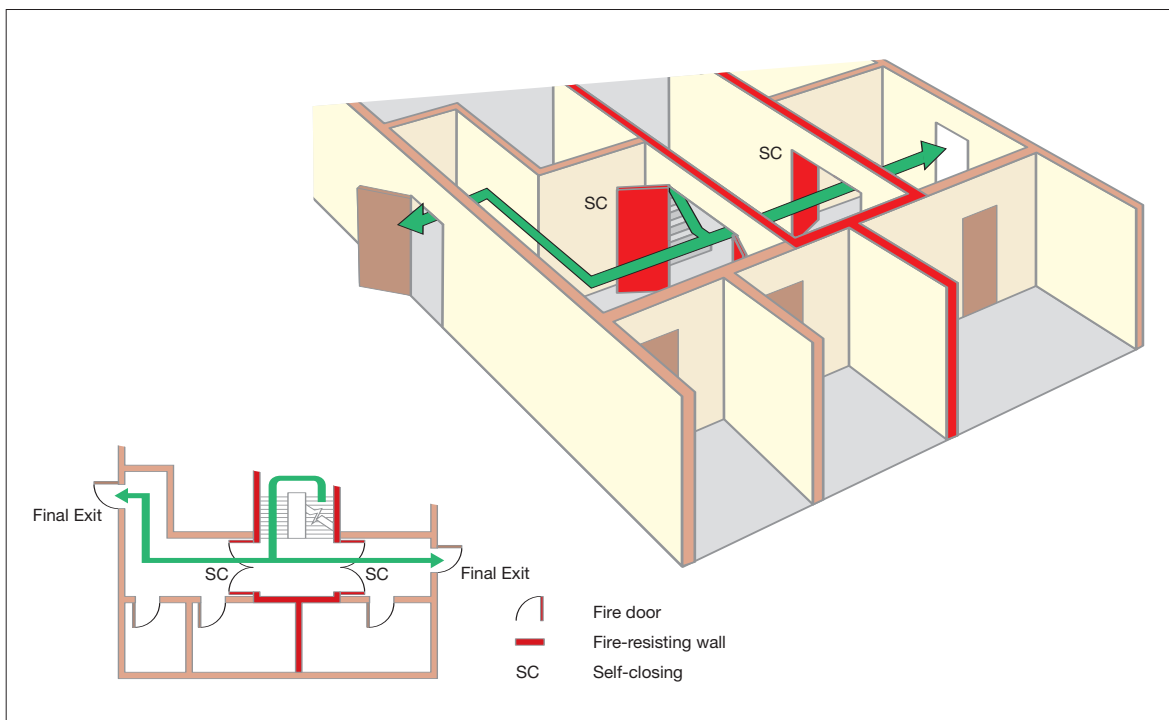 SC
SC
Final Exit
SC
SC
Final Exit
Fire door
Fire-resisting wall
SC Self-closing